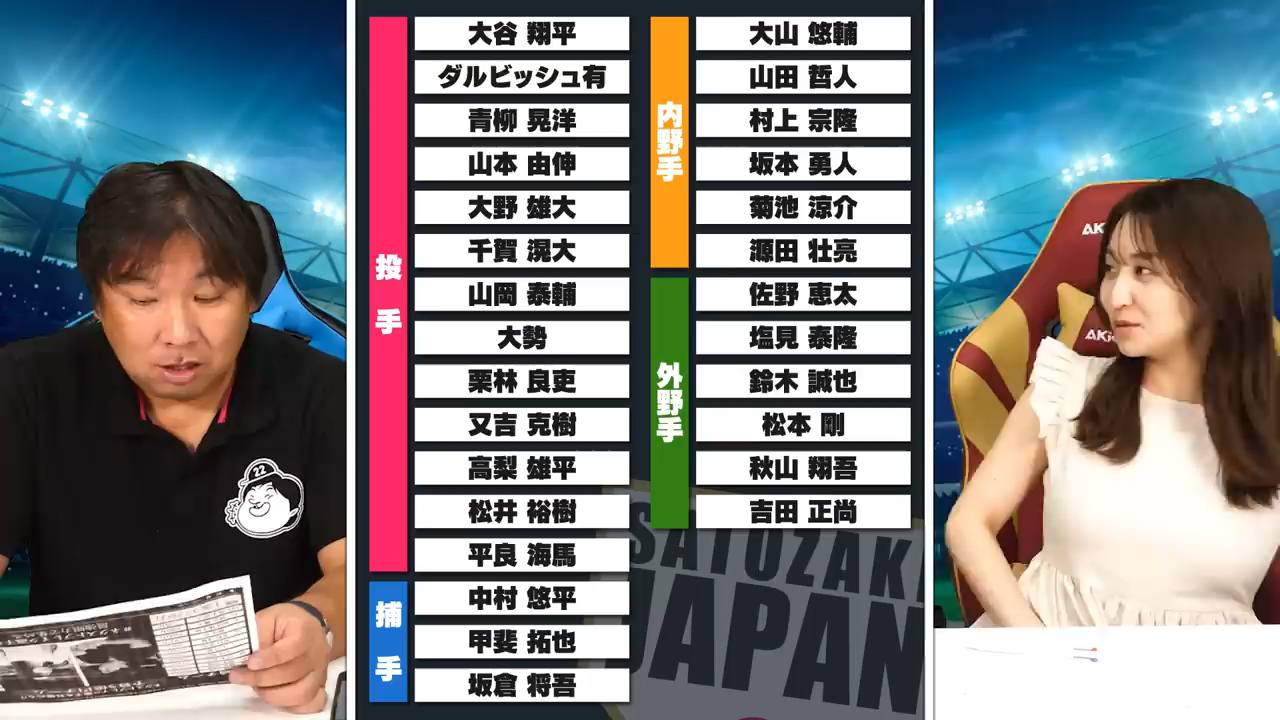 投手
大谷 翔平
ダルビッシュ有
青柳 晃洋
山本 由伸
大野 雄大
千賀 滉大
山岡 泰輔
大勢
栗林 良吏
又吉 克樹
高梨 雄平
松井 裕樹
平良 海馬
捕手
中村 悠平
甲斐 拓也
坂倉 将吾
内野手
大山 悠輔
山田 哲人
村上 宗隆
坂本 勇人
菊池 涼介
源田 壮亮
外野手
佐野 恵太
塩見 泰隆
鈴木 誠也
松本 剛
秋山 翔吾
吉田 正尚
SATOZAKI
JAPAN
22